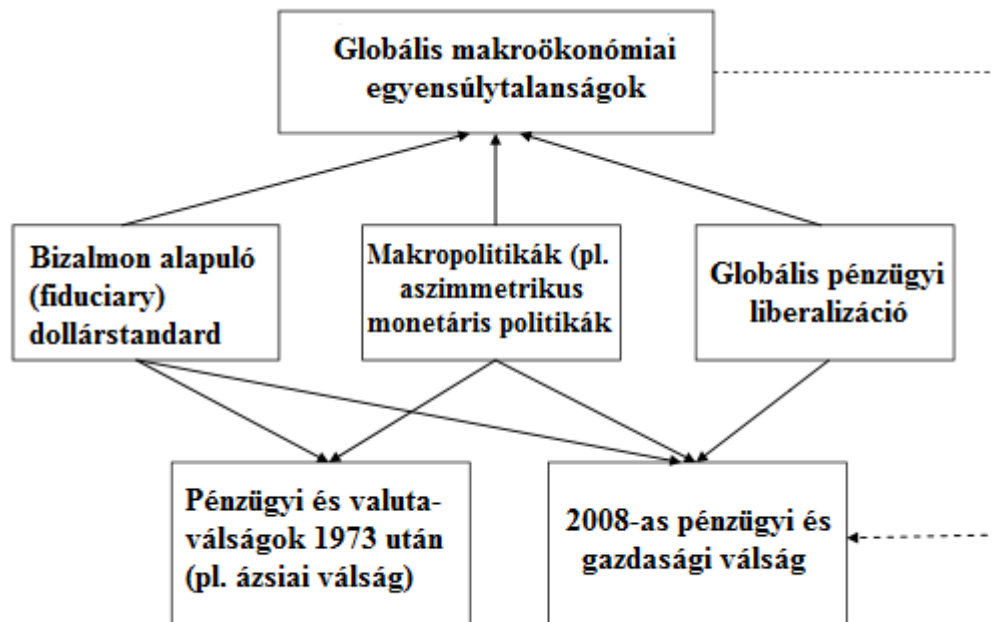 Globális makroökonómiai
egyensúlytalanságok
Bizalmon alapuló
(fiduciary)
dollárstandard
Makropolitikák (pl.
aszimmetrikus
monetáris politikák
Globális pénzügyi
liberalizáció
Pénzügyi és valuta-
válságok 1973 után
(pl. ázsiai válság)
2008-as pénzügyi és
gazdasági válság